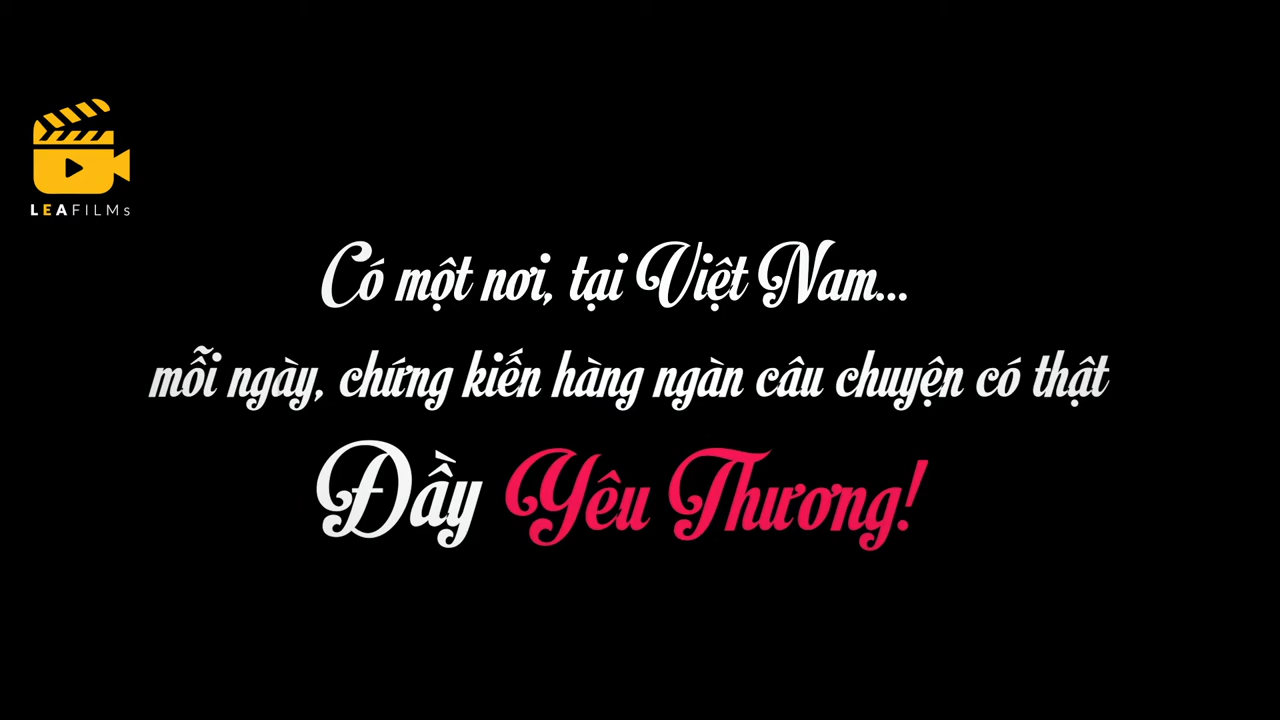 LEAFILMs
Có một nơi, tại Việt Nam...
mỗi ngày, chứng kiến hàng ngàn câu chuyện có thật
Đầy Yêu Thương!